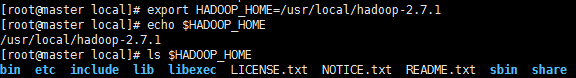 [root@master local]# export HADOOP_HOME=/usr/local/hadoop-2.7.1
[root@master local]# echo $HADOOP_HOME
/usr/local/hadoop-2.7.1
[root@master local]# ls $HADOOP_HOME
bin etc include lib libexec LICENSE.txt NOTICE.txt README.txt sbin share